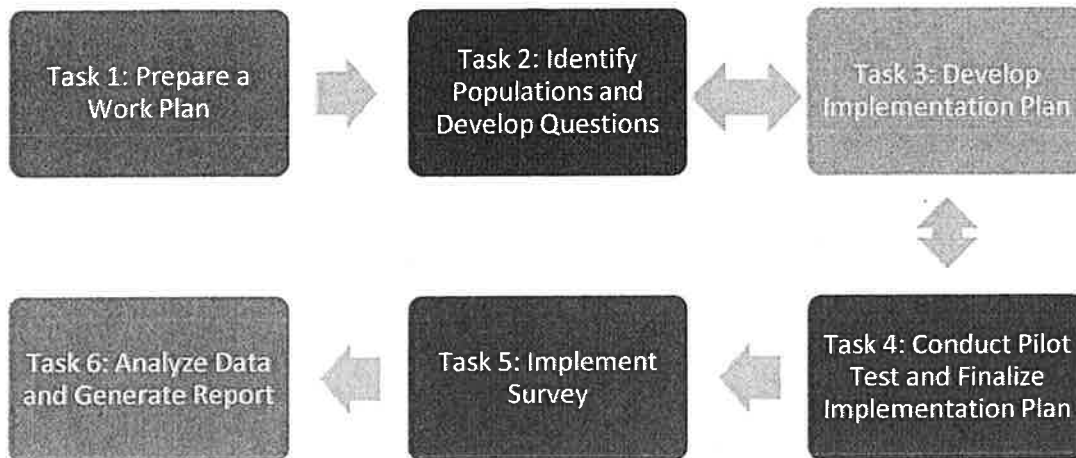 Task 1: Prepare a
Work Plan
Task 2: Identify
Populations and
Develop Questions
Task 3: Develop
Implementation Plan
Task 4: Conduct Pilot
Test and Finalize
Implementation Plan
Task 5: Implement
Survey
Task 6: Analyze Data
and Generate Report